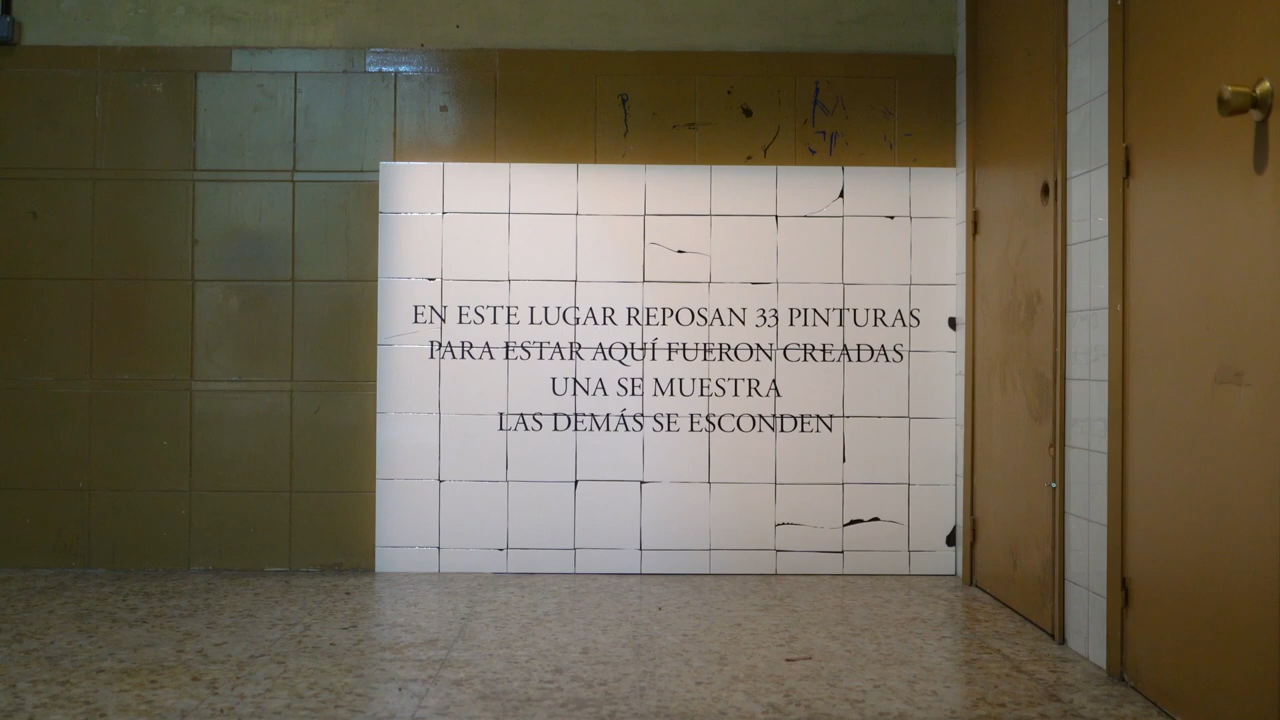 EN ESTE LUGAR REPOSAN 33 PINTURAS
PARA ESTAR AQUÍ FUERON CREADAS
UNA SE MUESTRA
LAS DEMÁS SE ESCONDEN